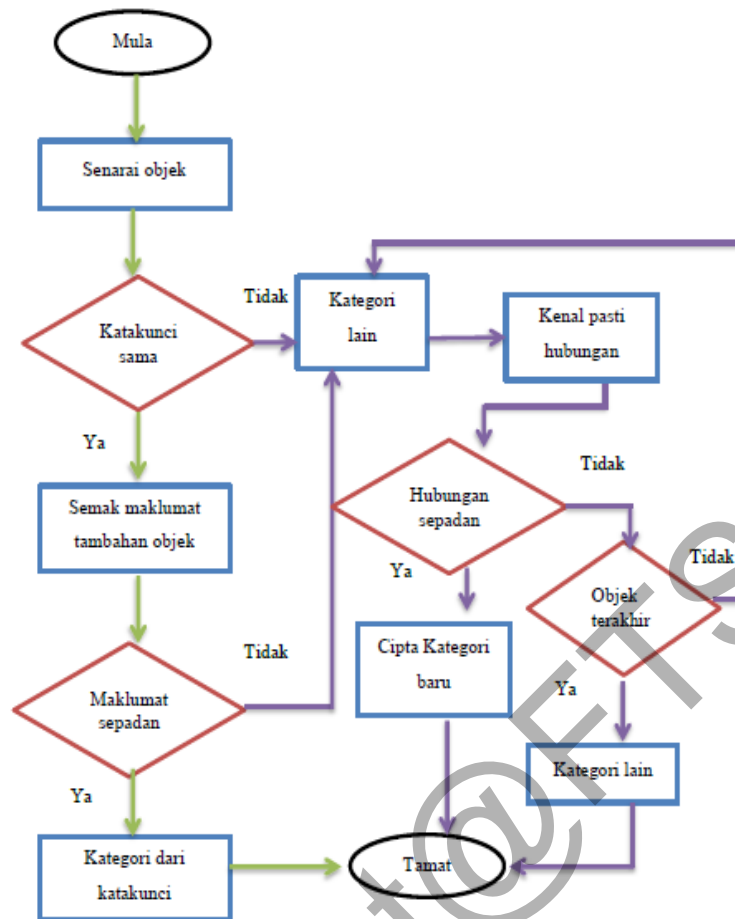 Mula
Senarai objek
Katakunci
sama
Tidak
Kategori
lain
Kenal pasti
hubungan
Ya
Semak maklumat
tambahan objek
Hubungan
sepadan
Tidak
Ya
Objek
terakhir
Tidak
Maklumat
sepadan
Tidak
Cipta Kategori
baru
Ya
Kategori lain
Ya
Kategori dari
katakunci
Tamat
t@FTS